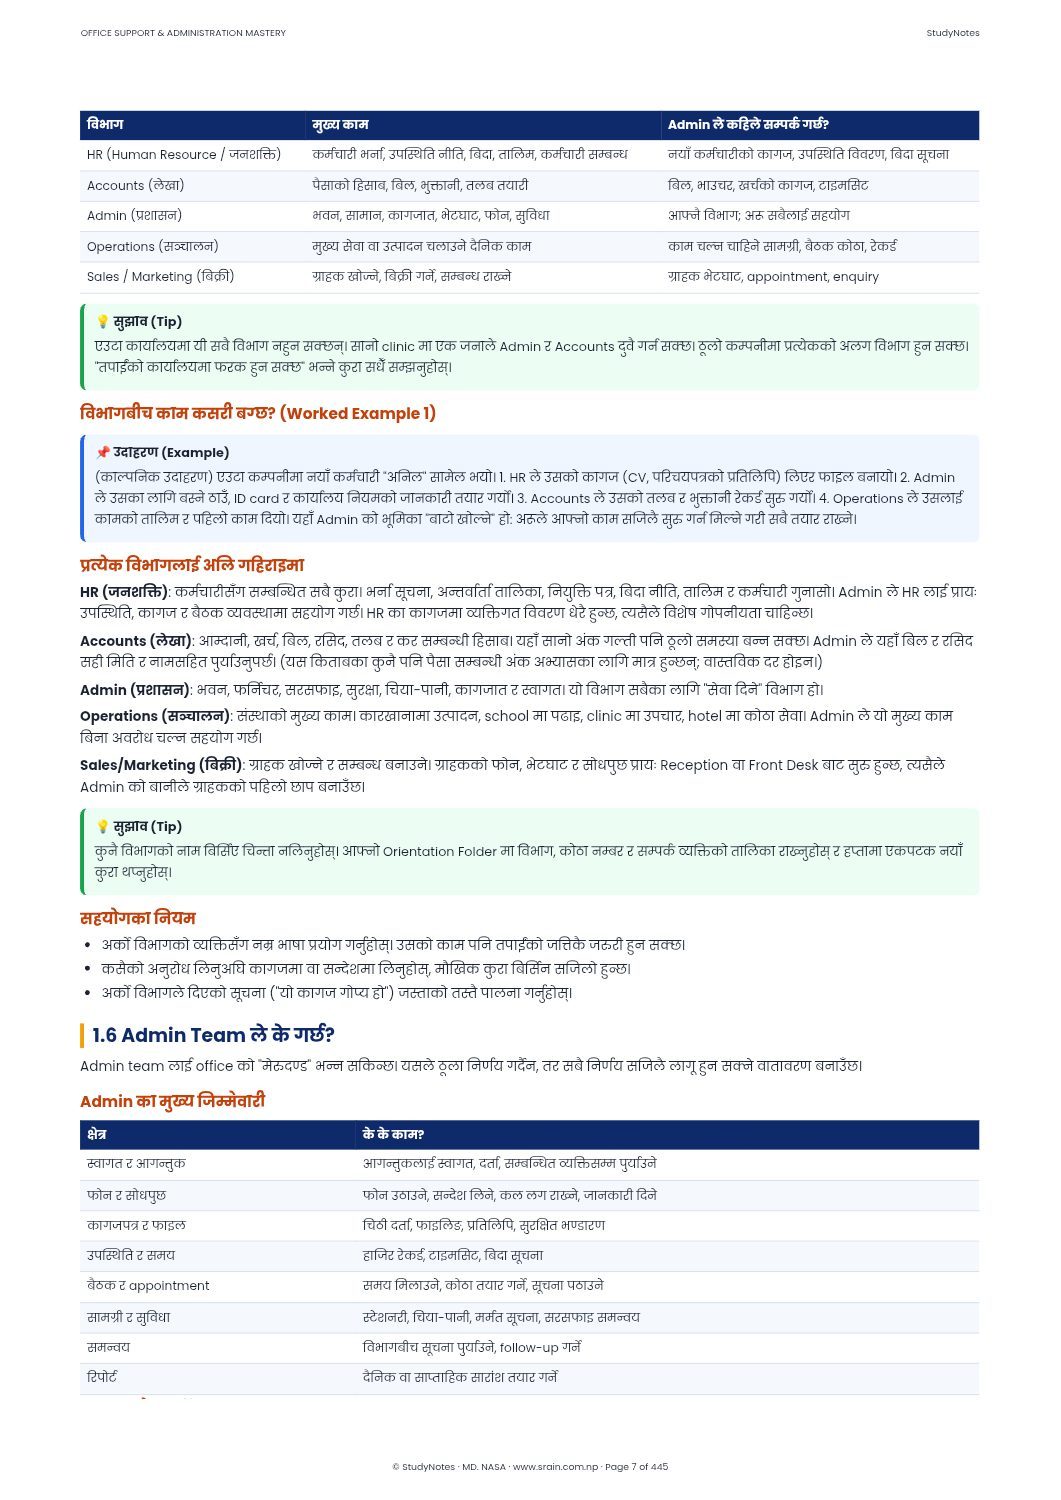 OFFICE SUPPORT & ADMINISTRATION MASTERY StudyNotes
विभाग मुख्य काम Admin ले कहिले सम्पर्क गर्छ?
HR (Human Resource / जनशक्ति) कर्मचारी भर्ना, उपस्थिति नीति, बिदा, तालिम, कर्मचारी सम्बन्ध नयाँ कर्मचारीको कागज, उपस्थिति विवरण, बिदा सूचना
Accounts (लेखा) पैसाको हिसाब, बिल, भुक्तानी, तलब तयारी बिल, भाउचर, खर्चको कागज, टाइमसिट
Admin (प्रशासन) भवन, सामान, कागजात, भेटघाट, फोन, सुविधा आफ्नै विभाग; अरू सबैलाई सहयोग
Operations (सञ्चालन) मुख्य सेवा वा उत्पादन चलाउने दैनिक काम काम चल्न चाहिने सामग्री, बैठक कोठा, रेकर्ड
Sales / Marketing (बिक्री) ग्राहक खोज्ने, बिक्री गर्ने, सम्बन्ध राख्ने ग्राहक भेटघाट, appointment, enquiry
💡 सुझाव (Tip)
एउटा कार्यालयमा यी सबै विभाग नहुन सक्छन्। सानो clinic मा एक जनाले Admin र Accounts दुवै गर्न सक्छ। ठूलो कम्पनीमा प्रत्येकको अलग विभाग हुन सक्छ।
"तपाईंको कार्यालयमा फरक हुन सक्छ" भन्ने कुरा सधैँ सम्झनुहोस्।
विभागबीच काम कसरी बग्छ? (Worked Example 1)
📌 उदाहरण (Example)
(काल्पनिक उदाहरण) एउटा कम्पनीमा नयाँ कर्मचारी "अनिल" सामेल भयो। 1. HR ले उसको कागज (CV, परिचयपत्रको प्रतिलिपि) लिएर फाइल बनायो। 2. Admin
ले उसका लागि बस्ने ठाउँ, ID card र कार्यालय नियमको जानकारी तयार गर्यो। 3. Accounts ले उसको तलब र भुक्तानी रेकर्ड सुरु गर्यो। 4. Operations ले उसलाई
कामको तालिम र पहिलो काम दियो। यहाँ Admin को भूमिका "बाटो खोल्ने" हो: अरूले आफ्नो काम सजिलै सुरु गर्न मिल्ने गरी सबै तयार राख्ने।
प्रत्येक विभागलाई अलि गहिराइमा
HR (जनशक्ति): कर्मचारीसँग सम्बन्धित सबै कुरा। भर्ना सूचना, अन्तर्वार्ता तालिका, नियुक्ति पत्र, बिदा नीति, तालिम र कर्मचारी गुनासो। Admin ले HR लाई प्रायः
उपस्थिति, कागज र बैठक व्यवस्थामा सहयोग गर्छ। HR का कागजमा व्यक्तिगत विवरण धेरै हुन्छ, त्यसैले विशेष गोपनीयता चाहिन्छ।
Accounts (लेखा): आम्दानी, खर्च, बिल, रसिद, तलब र कर सम्बन्धी हिसाब। यहाँ सानो अंक गल्ती पनि ठूलो समस्या बन्न सक्छ। Admin ले यहाँ बिल र रसिद
सही मिति र नामसहित पुर्याउनुपर्छ। (यस किताबका कुनै पनि पैसा सम्बन्धी अंक अभ्यासका लागि मात्र हुन्छन्; वास्तविक दर होइन।)
Admin (प्रशासन): भवन, फर्निचर, सरसफाइ, सुरक्षा, चिया-पानी, कागजात र स्वागत। यो विभाग सबैका लागि "सेवा दिने" विभाग हो।
Operations (सञ्चालन): संस्थाको मुख्य काम। कारखानामा उत्पादन, school मा पढाइ, clinic मा उपचार, hotel मा कोठा सेवा। Admin ले यो मुख्य काम
बिना अवरोध चल्न सहयोग गर्छ।
Sales/Marketing (बिक्री): ग्राहक खोज्ने र सम्बन्ध बनाउने। ग्राहकको फोन, भेटघाट र सोधपुछ प्रायः Reception वा Front Desk बाट सुरु हुन्छ, त्यसैले
Admin को बानीले ग्राहकको पहिलो छाप बनाउँछ।
💡 सुझाव (Tip)
कुनै विभागको नाम बिर्सिए चिन्ता नलिनुहोस्। आफ्नो Orientation Folder मा विभाग, कोठा नम्बर र सम्पर्क व्यक्तिको तालिका राख्नुहोस् र हप्तामा एकपटक नयाँ
कुरा थप्नुहोस्।
सहयोगका नियम
• अर्को विभागको व्यक्तिसँग नम्र भाषा प्रयोग गर्नुहोस्। उसको काम पनि तपाईंको जत्तिकै जरुरी हुन सक्छ।
• कसैको अनुरोध लिनुअघि कागजमा वा सन्देशमा लिनुहोस्, मौखिक कुरा बिर्सिन सजिलो हुन्छ।
• अर्को विभागले दिएको सूचना ("यो कागज गोप्य हो") जस्ताको तस्तै पालना गर्नुहोस्।
1.6 Admin Team ले के गर्छ?
Admin team लाई office को "मेरुदण्ड" भन्न सकिन्छ। यसले ठूला निर्णय गर्दैन, तर सबै निर्णय सजिलै लागू हुन सक्ने वातावरण बनाउँछ।
Admin का मुख्य जिम्मेवारी
क्षेत्र के के काम?
स्वागत र आगन्तुक आगन्तुकलाई स्वागत, दर्ता, सम्बन्धित व्यक्तिसम्म पुर्याउने
फोन र सोधपुछ फोन उठाउने, सन्देश लिने, कल लग राख्ने, जानकारी दिने
कागजपत्र र फाइल चिठी दर्ता, फाइलिङ, प्रतिलिपि, सुरक्षित भण्डारण
उपस्थिति र समय हाजिर रेकर्ड, टाइमसिट, बिदा सूचना
बैठक र appointment समय मिलाउने, कोठा तयार गर्ने, सूचना पठाउने
सामग्री र सुविधा स्टेशनरी, चिया-पानी, मर्मत सूचना, सरसफाइ समन्वय
समन्वय विभागबीच सूचना पुर्याउने, follow-up गर्ने
रिपोर्ट दैनिक वा साप्ताहिक सारांश तयार गर्ने
© StudyNotes · MD. NASA · www.srain.com.np · Page 7 of 445